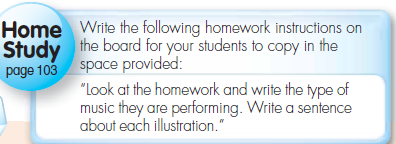 Home
Study
page 103
Write the following homework instructions on
the board for your students to copy in the
space provided:
"Look at the homework and write the type of
music they are performing. Write a sentence
about each illustration."